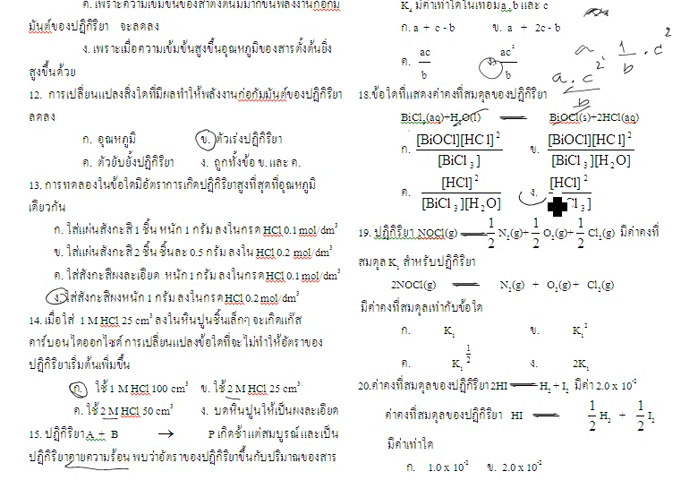 ค. เพราะความเข้มข้นของสารตั้งต้นมีมากขึ้นพลังงานก่อกัม
มันต์ของปฏิกิริยา จะลดลง
ง. เพราะเมื่อความเข้มข้นสูงขึ้นอุณหภูมิของสารตั้งต้นยิ่ง
สูงขึ้นด้วย
12. การเปลี่ยนแปลงสิ่งใดที่มีผลทำให้พลังงานก่อกัมมันต์ของปฏิกิริยา
ลดลง
ก. อุณหภูมิ ข. ตัวเร่งปฏิกิริยา
ค. ตัวยับยั้งปฏิกิริยา ง. ถูกทั้งข้อ ข. และ ค.
13. การทดลองในข้อใดมีอัตราการเกิดปฏิกิริยาสูงที่สุดที่อุณหภูมิ
เดียวกัน
ก. ใส่แผ่นสังกะสี 1 ชิ้น หนัก 1 กรัม ลงในกรด HCl 0.1 mol/dm³
ข. ใส่แผ่นสังกะสี 2 ชิ้น ชิ้นละ 0.5 กรัม ลงใน HCl 0.2 mol/dm³
ค. ใส่สังกะสีผงละเอียด หนัก 1 กรัม ลงในกรด HCl 0.1 mol/dm³
ง. ใส่สังกะสีผงหนัก 1 กรัม ลงในกรด HCl 0.2 mol/dm³
14. เมื่อใส่ 1 M HCl 25 cm³ ลงในหินปูนชิ้นเล็กๆ จะเกิดแก๊ส
คาร์บอนไดออกไซด์ การเปลี่ยนแปลงข้อใดที่จะไม่ทำให้อัตราของ
ปฏิกิริยาเริ่มต้นเพิ่มขึ้น
ก. ใช้ 1 M HCl 100 cm³ ข. ใช้ 2 M HCl 25 cm³
ค. ใช้ 2 M HCl 50 cm³ ง. บดหินปูนให้เป็นผงละเอียด
15. ปฏิกิริยา A + B → P เกิดช้าแต่สมบูรณ์ และเป็น
ปฏิกิริยาคายความร้อน พบว่าอัตราของปฏิกิริยาขึ้นกับปริมาณของสาร
K₄ มีค่าเท่าใดในเทอม a, b และ c
ก. a + c - b ข. a + 2c - b
ค. ac/b ง. ac²/b
a · 1/b · c²
a.c²/b
18. ข้อใดที่แสดงค่าคงที่สมดุลของปฏิกิริยา
BiCl₃(aq)+H₂O(l) ⇌ BiOCl(s)+2HCl(aq)
ก. [BiOCl][HCl]²/[BiCl₃] ข. [BiOCl][HCl]²/[BiCl₃][H₂O]
ค. [HCl]²/[BiCl₃][H₂O] ง. [HCl]²
19. ปฏิกิริยา NOCl(g) ⇌ 1/2 N₂(g)+ 1/2 O₂(g)+ 1/2 Cl₂(g) มีค่าคงที่
สมดุล K₁ สำหรับปฏิกิริยา
2NOCl(g) ⇌ N₂(g) + O₂(g) + Cl₂(g)
มีค่าคงที่สมดุลเท่ากับข้อใด
ก. K₁ ข. K₁²
ค. K₁^1/2 ง. 2K₁
20. ค่าคงที่สมดุลของปฏิกิริยา 2HI ⇌ H₂ + I₂ มีค่า 2.0 x 10⁻²
ค่าคงที่สมดุลของปฏิกิริยา HI ⇌ 1/2 H₂ + 1/2 I₂
มีค่าเท่าใด
ก. 1.0 x 10⁻² ข. 2.0 x 10⁻²